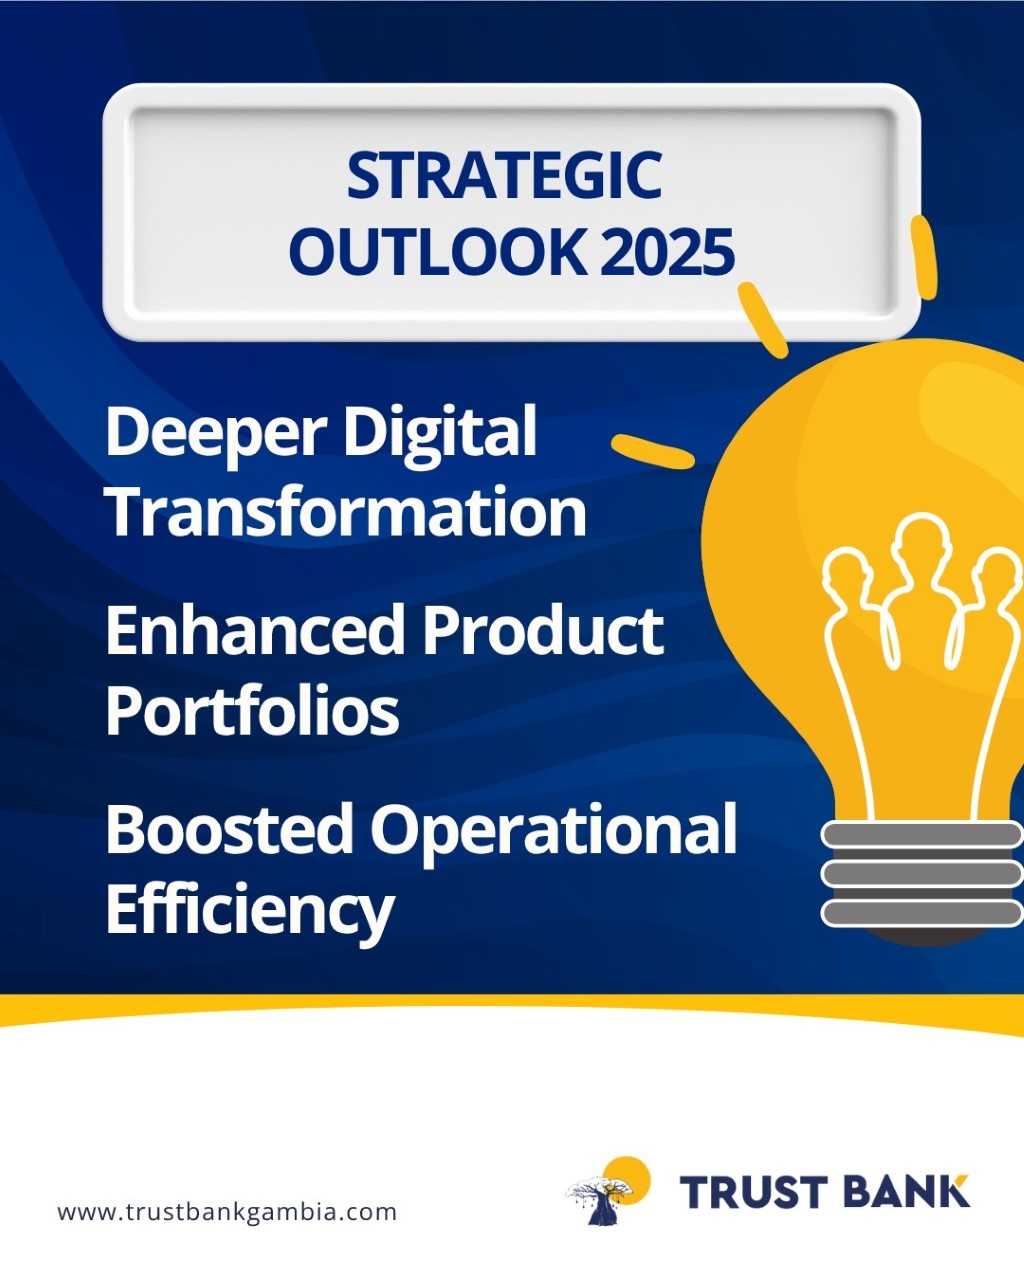 STRATEGIC
OUTLOOK 2025
Deeper Digital
Transformation
Enhanced Product
Portfolios
Boosted Operational
Efficiency
www.trustbankgambia.com
TRUST BANK